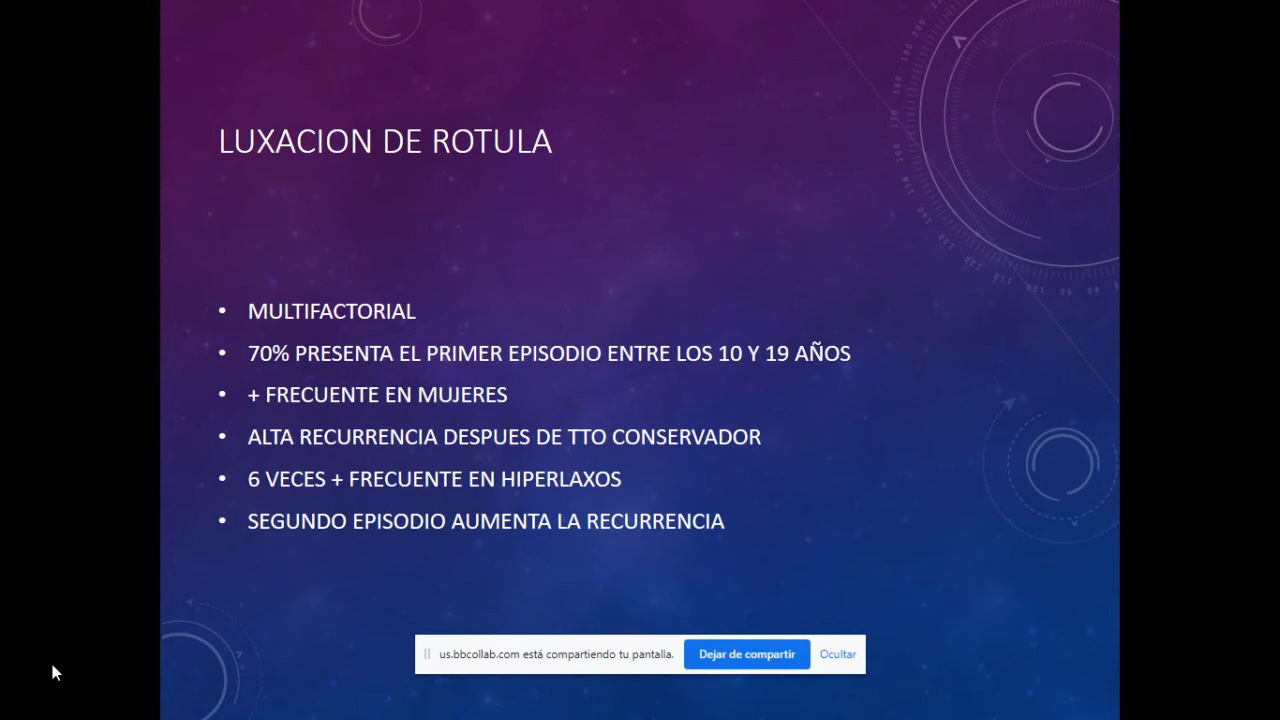 LUXACION DE ROTULA
• MULTIFACTORIAL
• 70% PRESENTA EL PRIMER EPISODIO ENTRE LOS 10 Y 19 AÑOS
• + FRECUENTE EN MUJERES
• ALTA RECURRENCIA DESPUES DE TTO CONSERVADOR
• 6 VECES + FRECUENTE EN HIPERLAXOS
• SEGUNDO EPISODIO AUMENTA LA RECURRENCIA
us.bbcollab.com está compartiendo tu pantalla. Dejar de compartir Ocultar